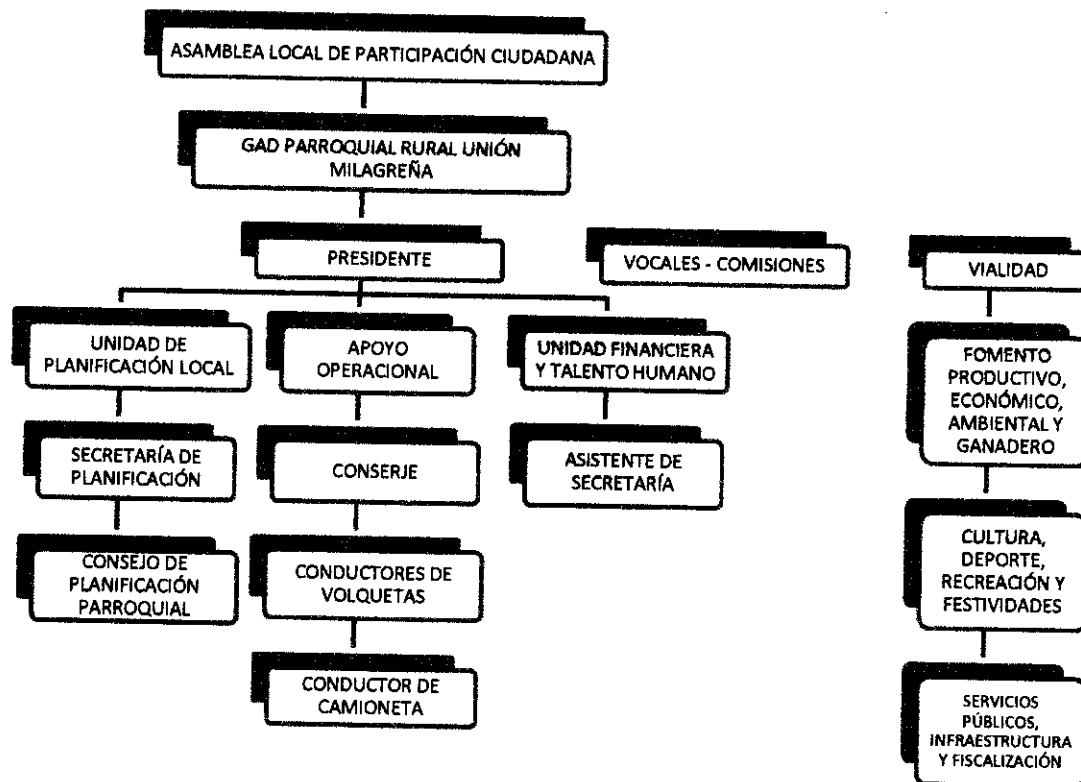 ASAMBLEA LOCAL DE PARTICIPACIÓN CIUDADANA
GAD PARROQUIAL RURAL UNIÓN
MILAGREÑA
PRESIDENTE
VOCALES - COMISIONES
VIALIDAD
UNIDAD DE
PLANIFICACIÓN LOCAL
APOYO
OPERACIONAL
UNIDAD FINANCIERA
Y TALENTO HUMANO
FOMENTO
PRODUCTIVO,
ECONÓMICO,
AMBIENTAL Y
GANADERO
SECRETARÍA DE
PLANIFICACIÓN
CONSERJE
ASISTENTE DE
SECRETARÍA
CONSEJO DE
PLANIFICACIÓN
PARROQUIAL
CONDUCTORES DE
VOLQUETAS
CULTURA,
DEPORTE,
RECREACIÓN Y
FESTIVIDADES
CONDUCTOR DE
CAMIONETA
SERVICIOS
PÚBLICOS,
INFRAESTRUCTURA
Y FISCALIZACIÓN